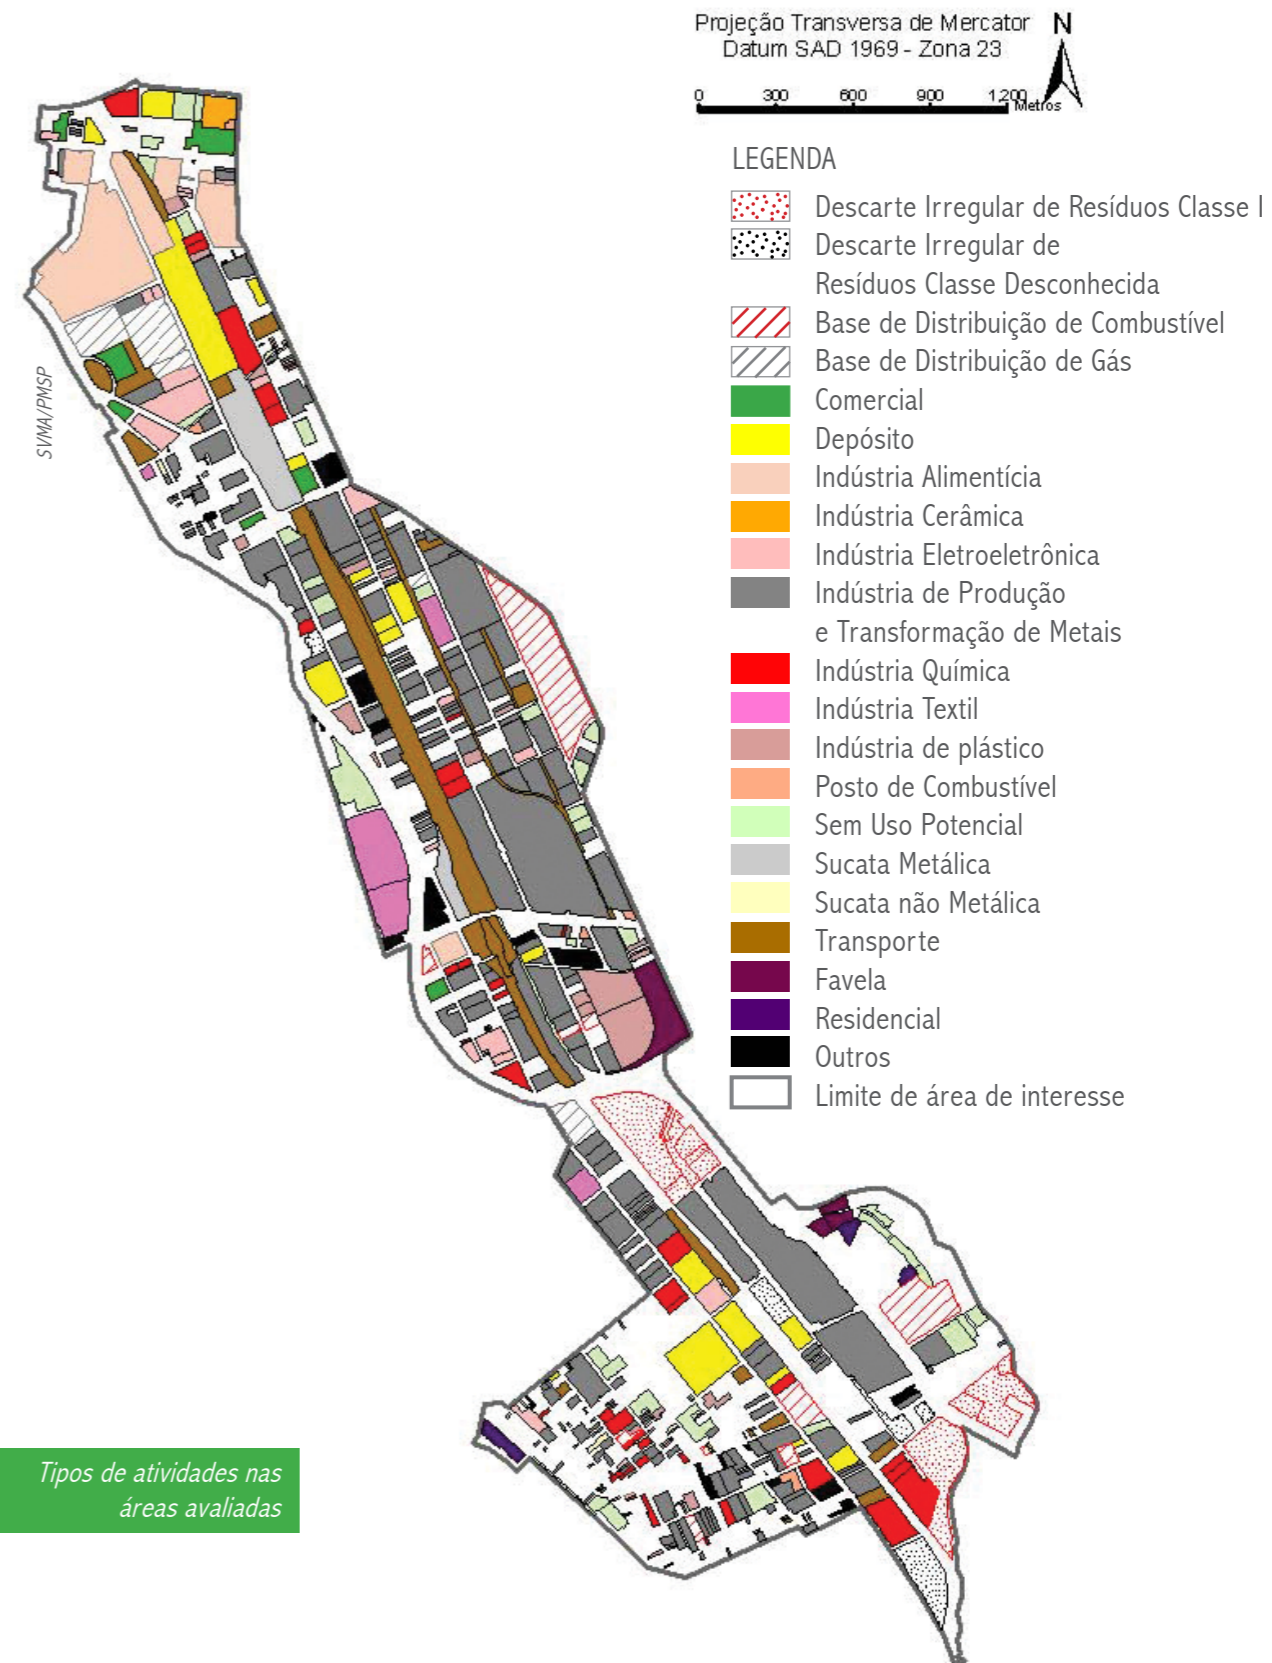 Projeção Transversa de Mercator
Datum SAD 1969 - Zona 23
N
0 300 600 900 1.200
Metros
LEGENDA
Descarte Irregular de Resíduos Classe I
Descarte Irregular de
Resíduos Classe Desconhecida
Base de Distribuição de Combustível
Base de Distribuição de Gás
Comercial
Depósito
Indústria Alimentícia
Indústria Cerâmica
Indústria Eletroeletrônica
Indústria de Produção
e Transformação de Metais
Indústria Química
Indústria Textil
Indústria de plástico
Posto de Combustível
Sem Uso Potencial
Sucata Metálica
Sucata não Metálica
Transporte
Favela
Residencial
Outros
Limite de área de interesse
SVMA/PMSP
Tipos de atividades nas
áreas avaliadas